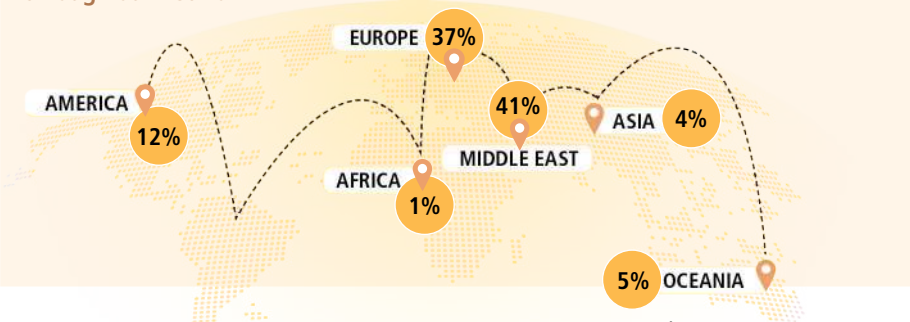 EUROPE 37%
AMERICA
12%
41%
MIDDLE EAST
ASIA 4%
AFRICA
1%
5% OCEANIA